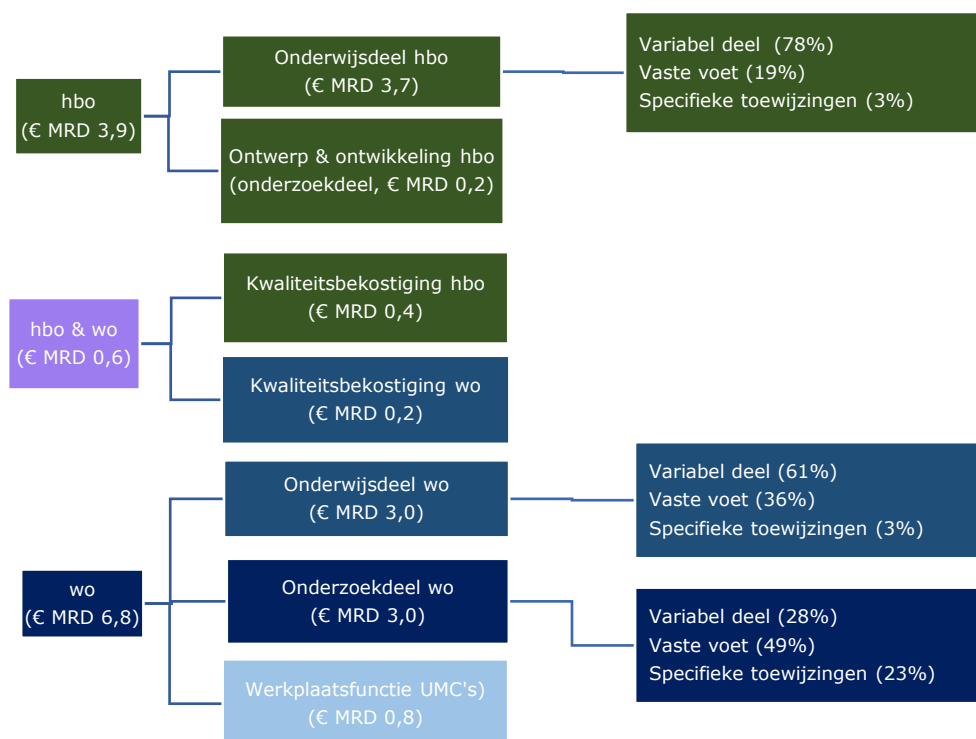 hbo
(€ MRD 3,9)
Onderwijsdeel hbo
(€ MRD 3,7)
Variabel deel (78%)
Vaste voet (19%)
Specifieke toewijzingen (3%)
Ontwerp & ontwikkeling hbo
(onderzoekdeel, € MRD 0,2)
hbo & wo
(€ MRD 0,6)
Kwaliteitsbekostiging hbo
(€ MRD 0,4)
Kwaliteitsbekostiging wo
(€ MRD 0,2)
wo
(€ MRD 6,8)
Onderwijsdeel wo
(€ MRD 3,0)
Variabel deel (61%)
Vaste voet (36%)
Specifieke toewijzingen (3%)
Onderzoekdeel wo
(€ MRD 3,0)
Variabel deel (28%)
Vaste voet (49%)
Specifieke toewijzingen (23%)
Werkplaatsfunctie UMC's)
(€ MRD 0,8)